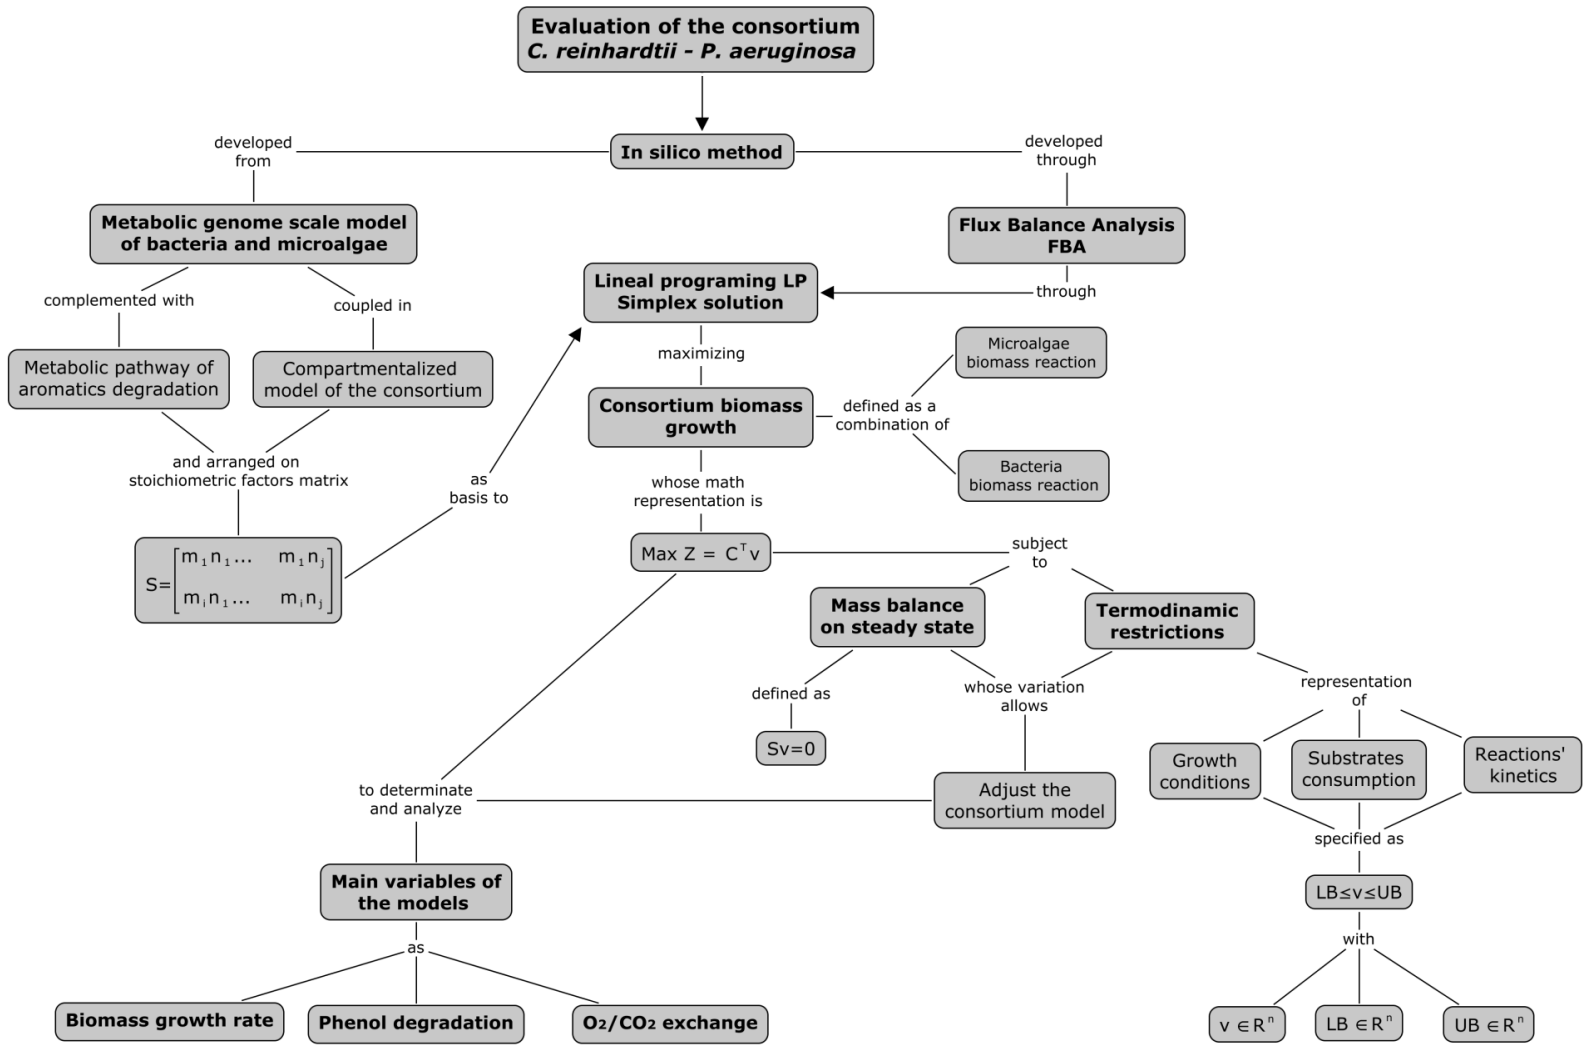 Evaluation of the consortium
C. reinhardtii - P. aeruginosa
developed
from
In silico method
developed
through
Metabolic genome scale model
of bacteria and microalgae
Flux Balance Analysis
FBA
Lineal programing LP
Simplex solution
through
complemented with
coupled in
maximizing
Microalgae
biomass reaction
Metabolic pathway of
aromatics degradation
Compartmentalized
model of the consortium
Consortium biomass
growth
defined as a
combination of
and arranged on
stoichiometric factors matrix
as
basis to
whose math
representation is
Bacteria
biomass reaction
S=[m₁n₁... m₁nⱼ
mᵢn₁... mᵢnⱼ]
Max Z = Cᵀv
subject
to
Mass balance
on steady state
Termodinamic
restrictions
defined as
whose variation
allows
representation
of
Sv=0
Growth
conditions
Substrates
consumption
Reactions'
kinetics
to determinate
and analyze
Adjust the
consortium model
specified as
Main variables of
the models
LB≤v≤UB
as
with
Biomass growth rate
Phenol degradation
O₂/CO₂ exchange
v ∈ Rⁿ
LB ∈ Rⁿ
UB ∈ Rⁿ